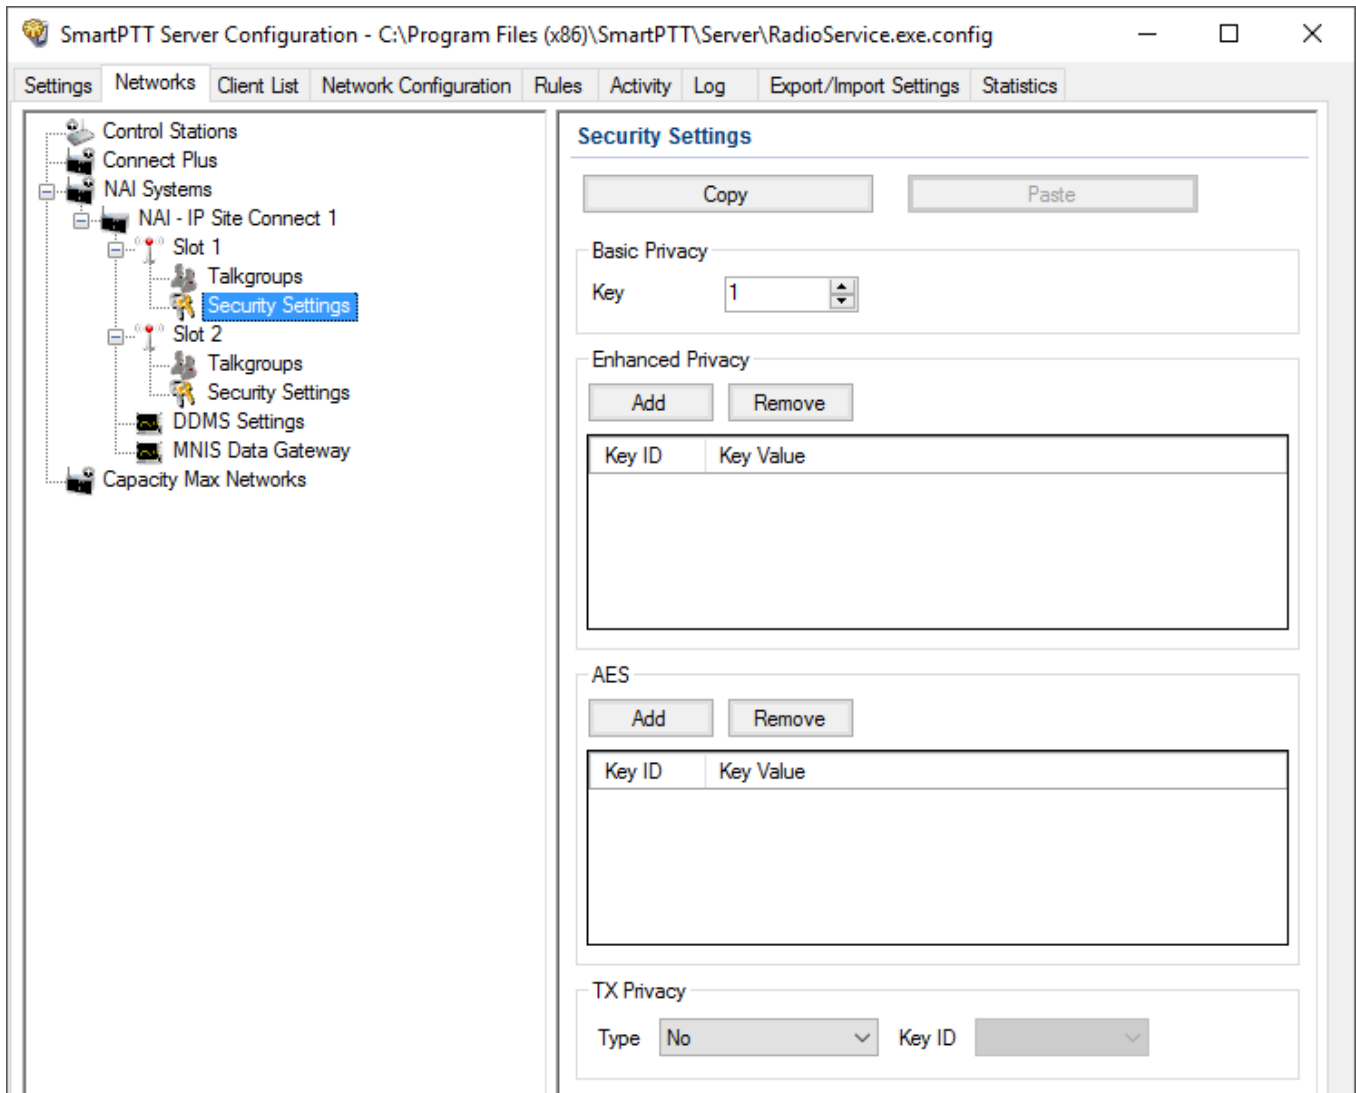 SmartPTT Server Configuration - C:\Program Files (x86)\SmartPTT\Server\RadioService.exe.config
Settings Networks Client List Network Configuration Rules Activity Log Export/Import Settings Statistics
Control Stations
Connect Plus
NAI Systems
NAI - IP Site Connect 1
Slot 1
Talkgroups
Security Settings
Slot 2
Talkgroups
Security Settings
DDMS Settings
MNIS Data Gateway
Capacity Max Networks
Security Settings
Copy Paste
Basic Privacy
Key 1
Enhanced Privacy
Add Remove
Key ID Key Value
AES
Add Remove
Key ID Key Value
TX Privacy
Type No Key ID